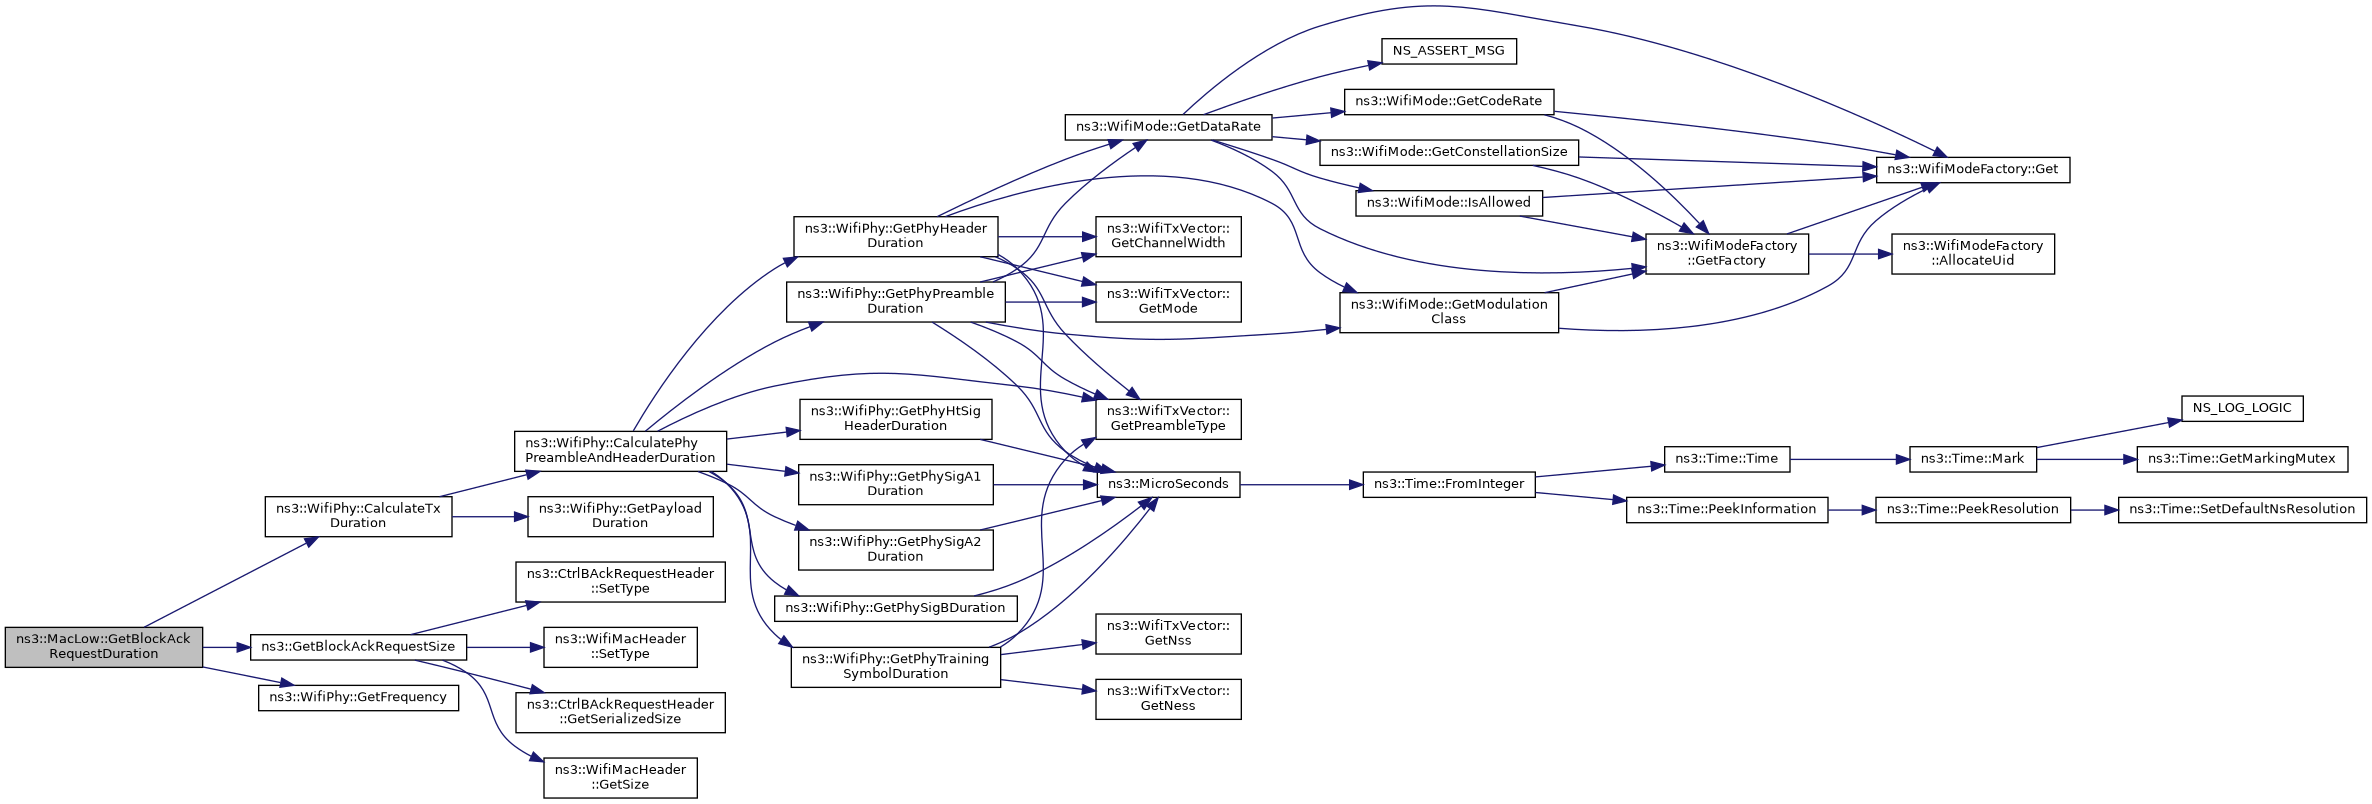 ns3::MacLow::GetBlockAck
RequestDuration
ns3::WifiPhy::CalculateTx
Duration
ns3::GetBlockAckRequestSize
ns3::WifiPhy::GetFrequency
ns3::WifiPhy::CalculatePhy
PreambleAndHeaderDuration
ns3::WifiPhy::GetPayload
Duration
ns3::CtrlBAckRequestHeader
::SetType
ns3::WifiMacHeader
::SetType
ns3::CtrlBAckRequestHeader
::GetSerializedSize
ns3::WifiMacHeader
::GetSize
ns3::WifiPhy::GetPhyHeader
Duration
ns3::WifiPhy::GetPhyPreamble
Duration
ns3::WifiPhy::GetPhyHtSig
HeaderDuration
ns3::WifiPhy::GetPhySigA1
Duration
ns3::WifiPhy::GetPhySigA2
Duration
ns3::WifiPhy::GetPhySigBDuration
ns3::WifiPhy::GetPhyTraining
SymbolDuration
ns3::WifiMode::GetDataRate
ns3::WifiTxVector::
GetChannelWidth
ns3::WifiTxVector::
GetMode
ns3::WifiTxVector::
GetPreambleType
ns3::MicroSeconds
ns3::WifiTxVector::
GetNss
ns3::WifiTxVector::
GetNess
NS_ASSERT_MSG
ns3::WifiMode::GetCodeRate
ns3::WifiMode::GetConstellationSize
ns3::WifiMode::IsAllowed
ns3::WifiMode::GetModulation
Class
ns3::Time::FromInteger
ns3::WifiModeFactory
::GetFactory
ns3::Time::Time
ns3::Time::PeekInformation
ns3::WifiModeFactory::Get
ns3::WifiModeFactory
::AllocateUid
ns3::Time::Mark
ns3::Time::PeekResolution
NS_LOG_LOGIC
ns3::Time::GetMarkingMutex
ns3::Time::SetDefaultNsResolution